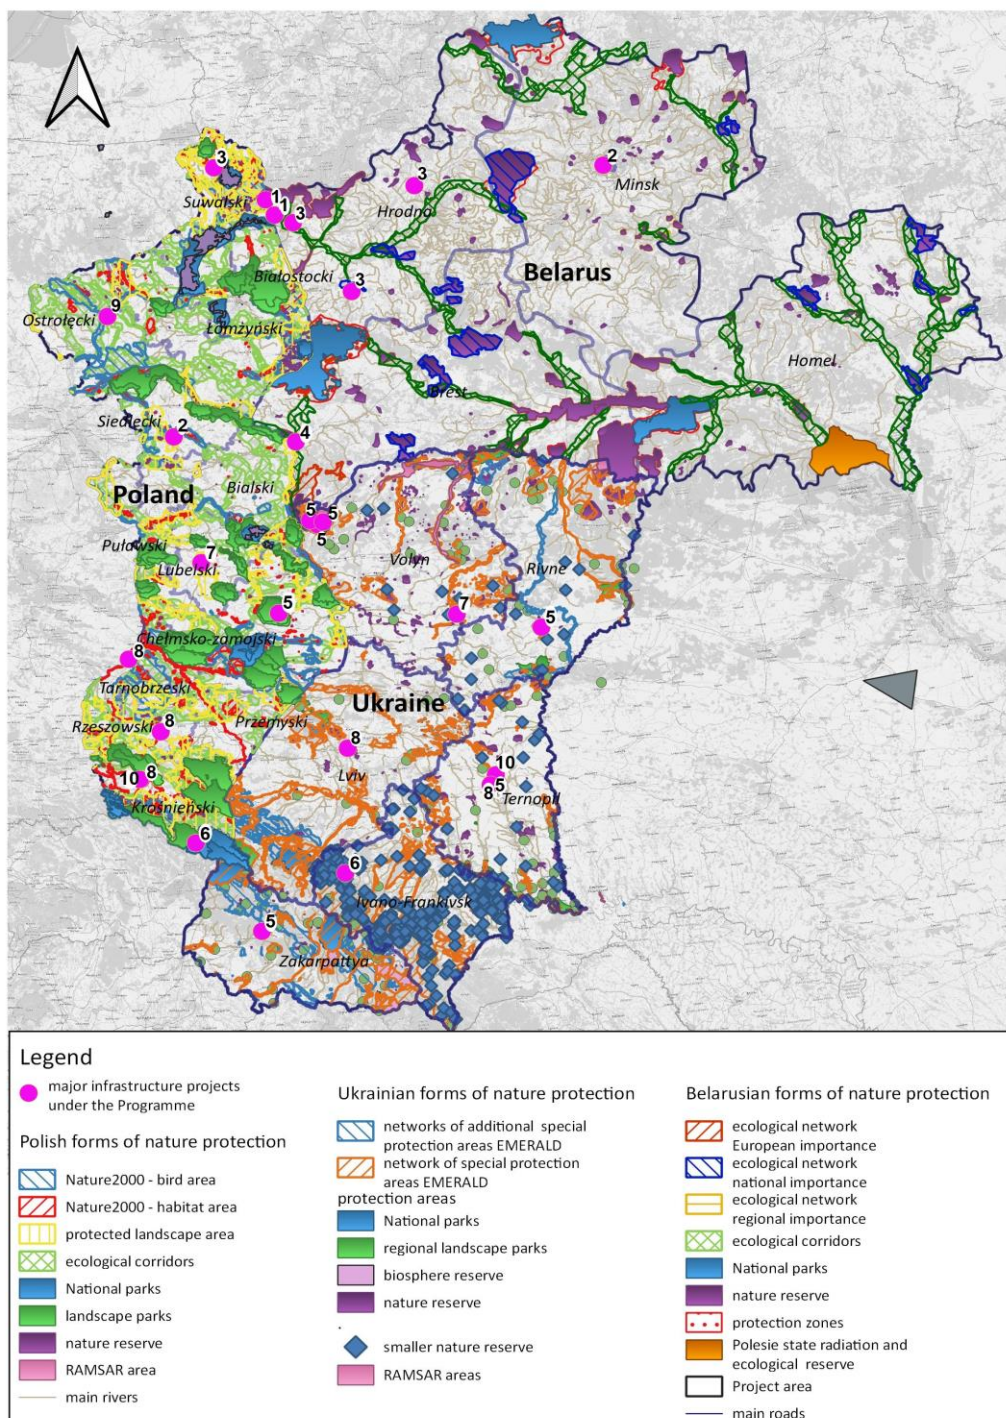 3
Suwalski
1
1
3
3
Hrodna
2
Minsk
Białostocki
3
Belarus
9
Ostrołęcki
Łomżyński
Homel
Brest
Siedlecki
2
4
Poland
Bialski
5
5
5
Puławski
Lubelski
7
Volyn
Rivne
5
7
5
Chełmsko-zamojski
8
Tarnobrzeski
Ukraine
Rzeszowski
8
Przemyski
8
Lviv
10
8
10
5
8
Ternopil
Krośnieński
6
6
Ivano-Frankivsk
5
Zakarpattya
Legend
major infrastructure projects
under the Programme
Polish forms of nature protection
Nature2000 - bird area
Nature2000 - habitat area
protected landscape area
ecological corridors
National parks
landscape parks
nature reserve
RAMSAR area
main rivers
Ukrainian forms of nature protection
networks of additional special
protection areas EMERALD
network of special protection
areas EMERALD
protection areas
National parks
regional landscape parks
biosphere reserve
nature reserve
smaller nature reserve
RAMSAR areas
Belarusian forms of nature protection
ecological network
European importance
ecological network
national importance
ecological network
regional importance
ecological corridors
National parks
nature reserve
protection zones
Polesie state radiation and
ecological reserve
Project area
main roads